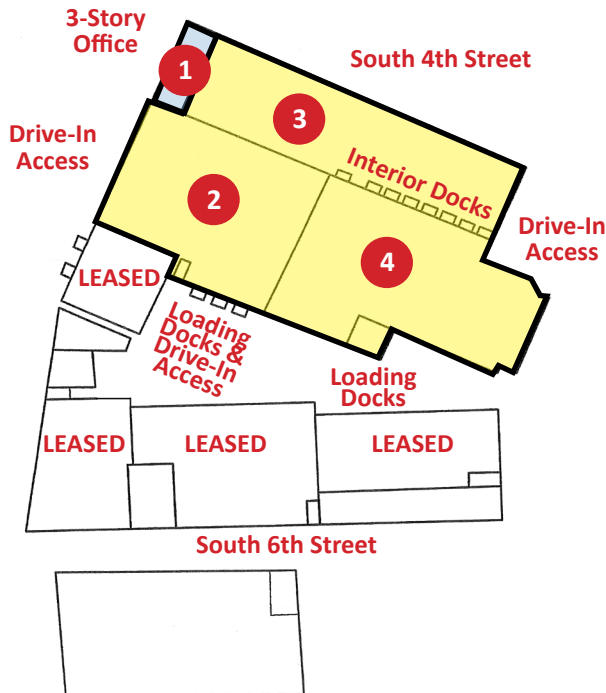 3-Story
Office
1
South 4th Street
3
Drive-In
Access
Interior Docks
2
Drive-In
Access
4
LEASED
Loading
Docks &
Drive-In
Access
Loading
Docks
LEASED
LEASED
LEASED
South 6th Street